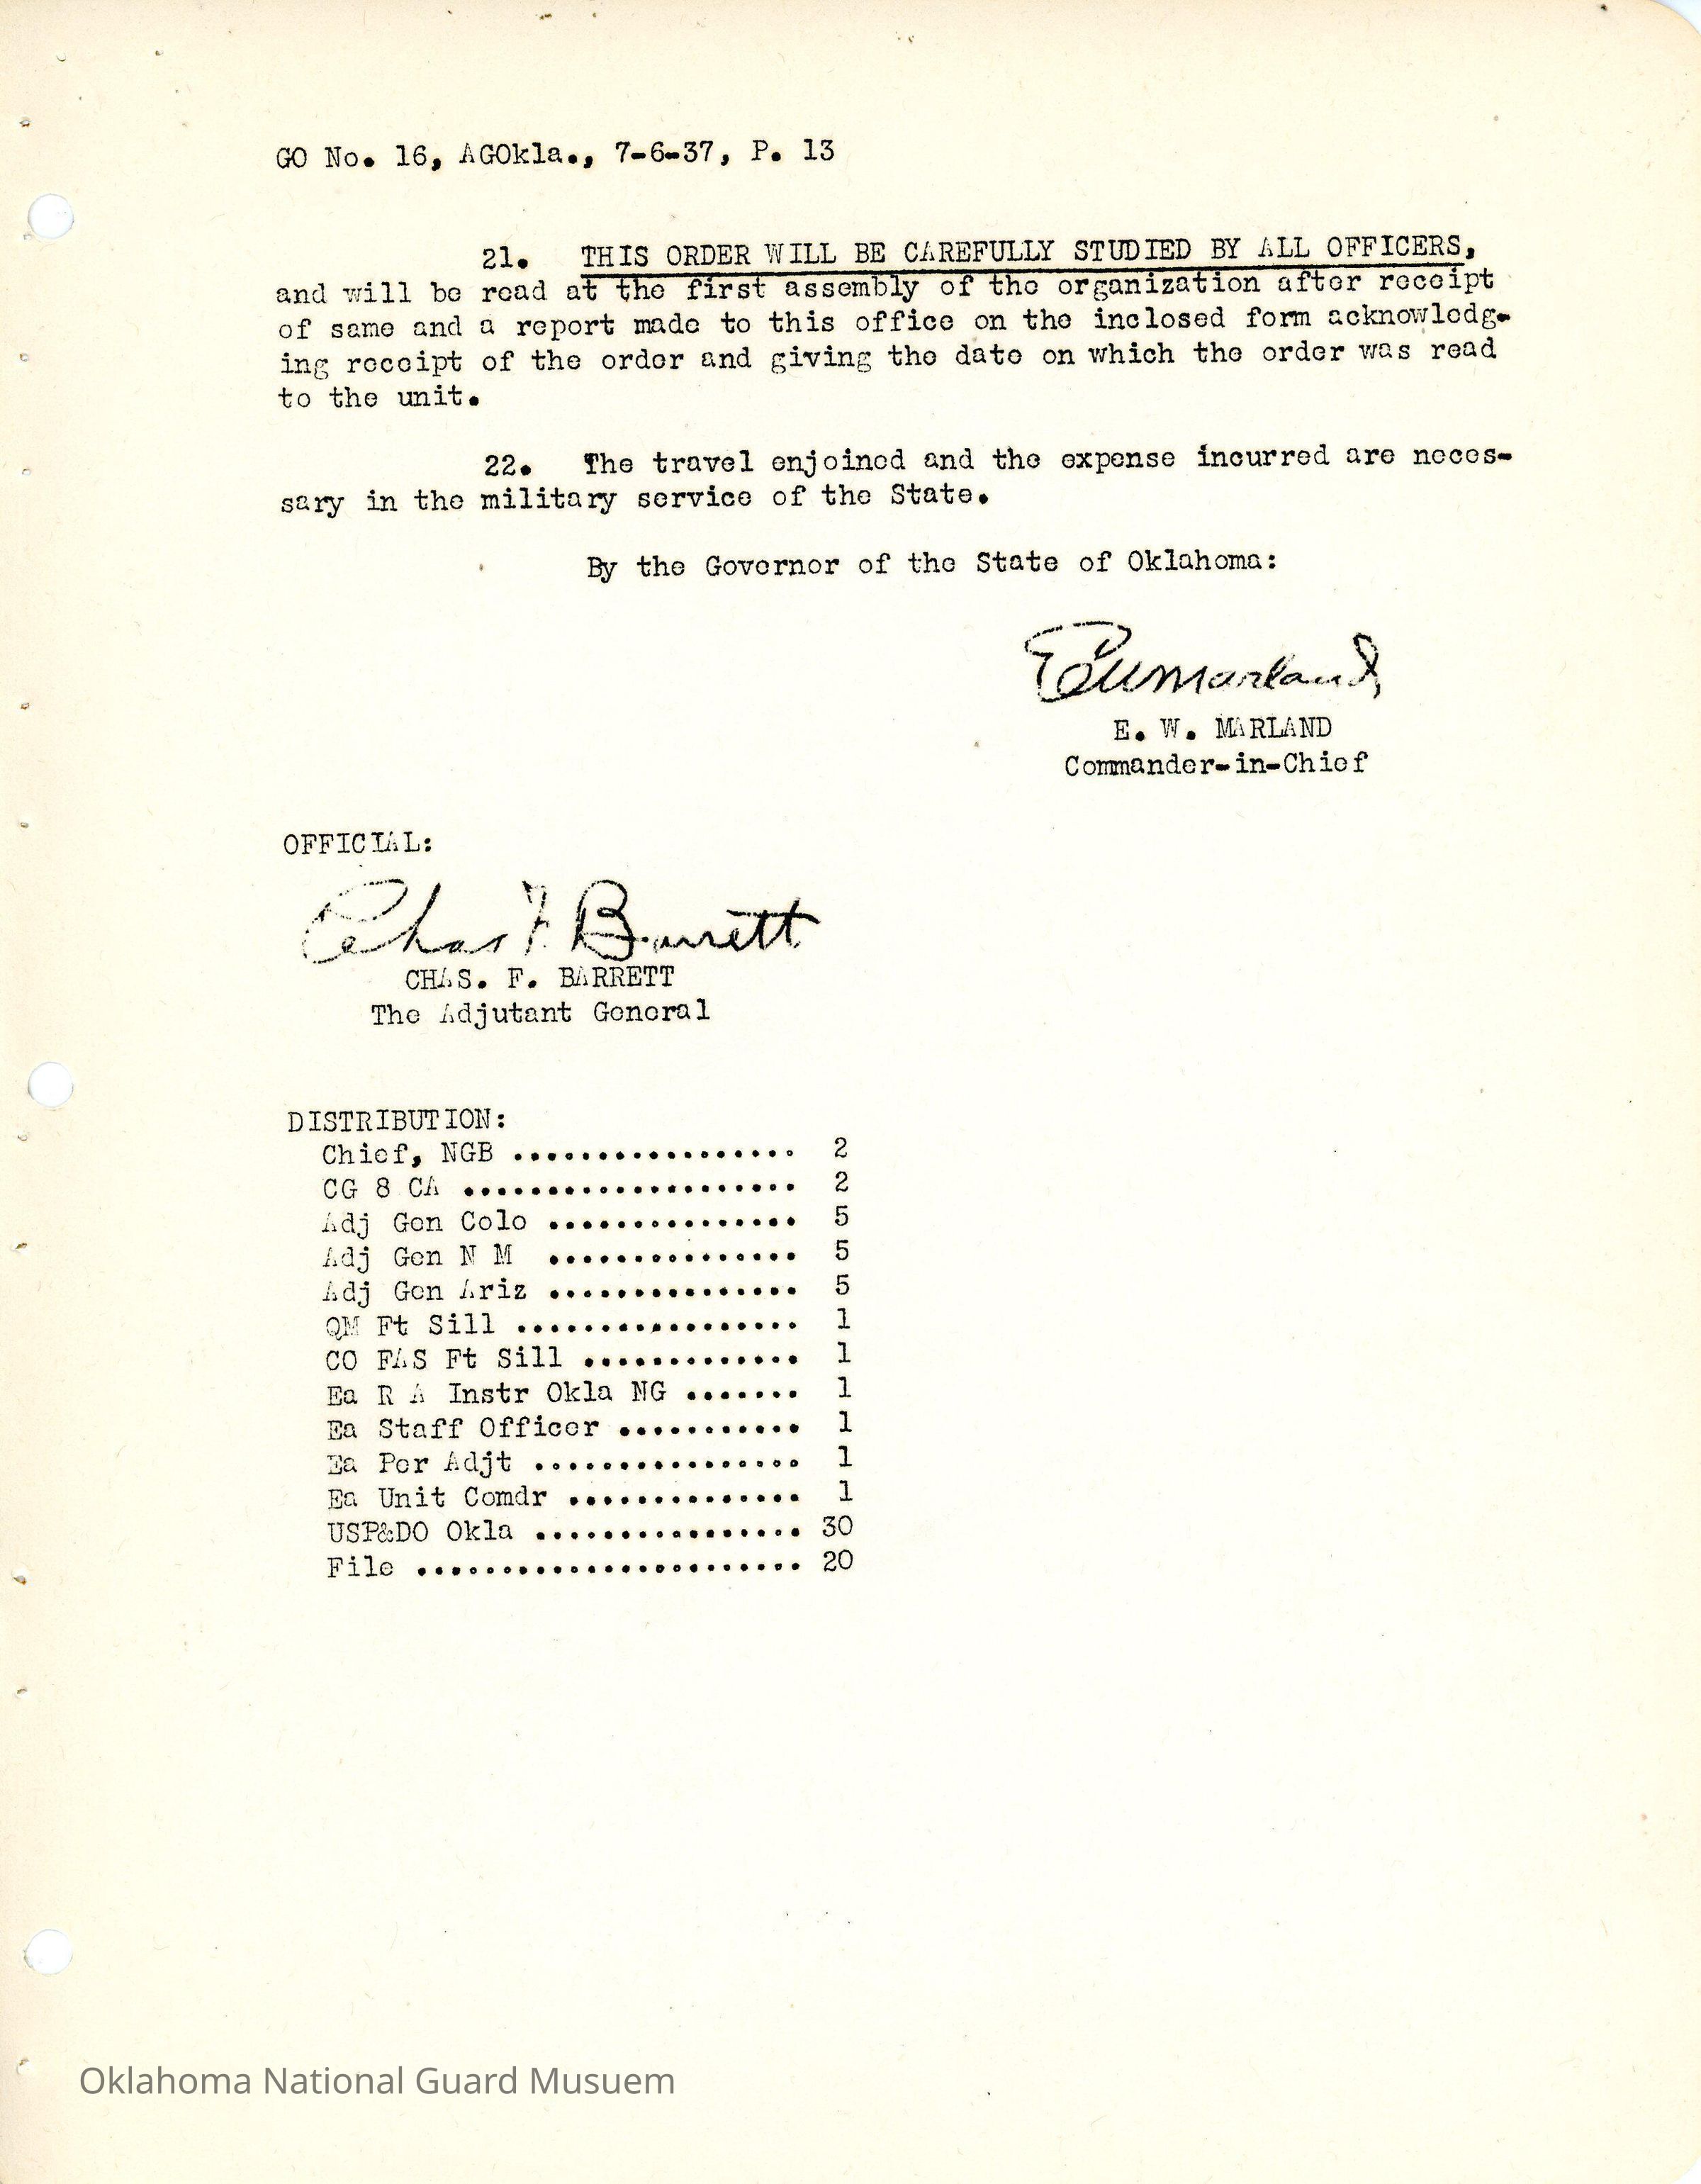 GO No. 16, AGOkla., 7-6-37, P. 13
21. THIS ORDER WILL BE CAREFULLY STUDIED BY ALL OFFICERS,
and will be read at the first assembly of the organization after receipt
of same and a report made to this office on the inclosed form acknowledg-
ing receipt of the order and giving the date on which the order was read
to the unit.
22. The travel enjoined and the expense incurred are neces-
sary in the military service of the State.
By the Governor of the State of Oklahoma:
E W Marland
E. W. MARLAND
Commander-in-Chief
OFFICIAL:
Chas F. Barrett
CHAS. F. BARRETT
The Adjutant General
DISTRIBUTION:
Chief, NGB ................. 2
CG 8 CA .................... 2
Adj Gen Colo ............... 5
Adj Gen N M ............... 5
Adj Gen Ariz ............... 5
QM Ft Sill ................. 1
CO FAS Ft Sill ............. 1
Ea R A Instr Okla NG ....... 1
Ea Staff Officer ........... 1
Ea Per Adjt ................ 1
Ea Unit Comdr .............. 1
USP&DO Okla ................ 30
File ....................... 20
Oklahoma National Guard Musuem